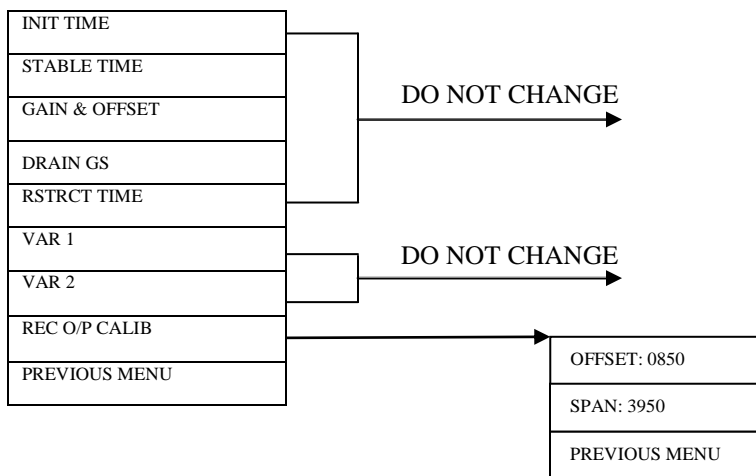 INIT TIME
STABLE TIME
GAIN & OFFSET
DRAIN GS
RSTRCT TIME
VAR 1
VAR 2
REC O/P CALIB
PREVIOUS MENU
DO NOT CHANGE
DO NOT CHANGE
OFFSET: 0850
SPAN: 3950
PREVIOUS MENU